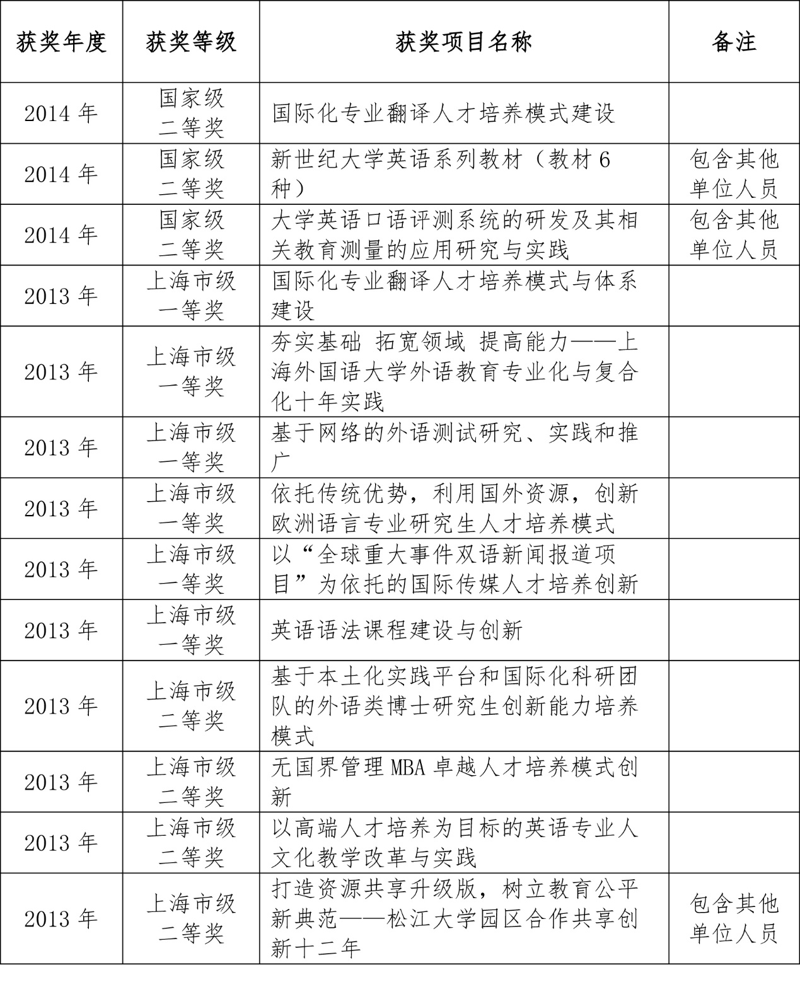 获奖年度 获奖等级 获奖项目名称 备注
2014 年 国家级 二等奖 国际化专业翻译人才培养模式建设
2014 年 国家级 二等奖 新世纪大学英语系列教材（教材 6
种） 包含其他 单位人员
2014 年 国家级 二等奖 大学英语口语评测系统的研发及其相
关教育测量的应用研究与实践 包含其他 单位人员
2013 年 上海市级 一等奖 国际化专业翻译人才培养模式与体系
建设
2013 年 上海市级 一等奖 夯实基础 拓宽领域 提高能力——上
海外国语大学外语教育专业化与复合
化十年实践
2013 年 上海市级 一等奖 基于网络的外语测试研究、实践和推
广
2013 年 上海市级 一等奖 依托传统优势，利用国外资源，创新
欧洲语言专业研究生人才培养模式
2013 年 上海市级 一等奖 以“全球重大事件双语新闻报道项
目”为依托的国际传媒人才培养创新
2013 年 上海市级 一等奖 英语语法课程建设与创新
2013 年 上海市级 二等奖 基于本土化实践平台和国际化科研团
队的外语类博士研究生创新能力培养
模式
2013 年 上海市级 二等奖 无国界管理 MBA 卓越人才培养模式创
新
2013 年 上海市级 二等奖 以高端人才培养为目标的英语专业人
文化教学改革与实践
2013 年 上海市级 二等奖 打造资源共享升级版，树立教育公平
新典范——松江大学园区合作共享创
新十二年 包含其他 单位人员